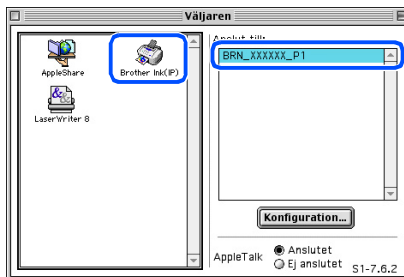 Väljaren
Anslut till:
AppleShare
Brother Ink(IP)
BRN_XXXXXX_P1
LaserWriter 8
Konfiguration...
AppleTalk
Anslutet
Ej anslutet
S1-7.6.2